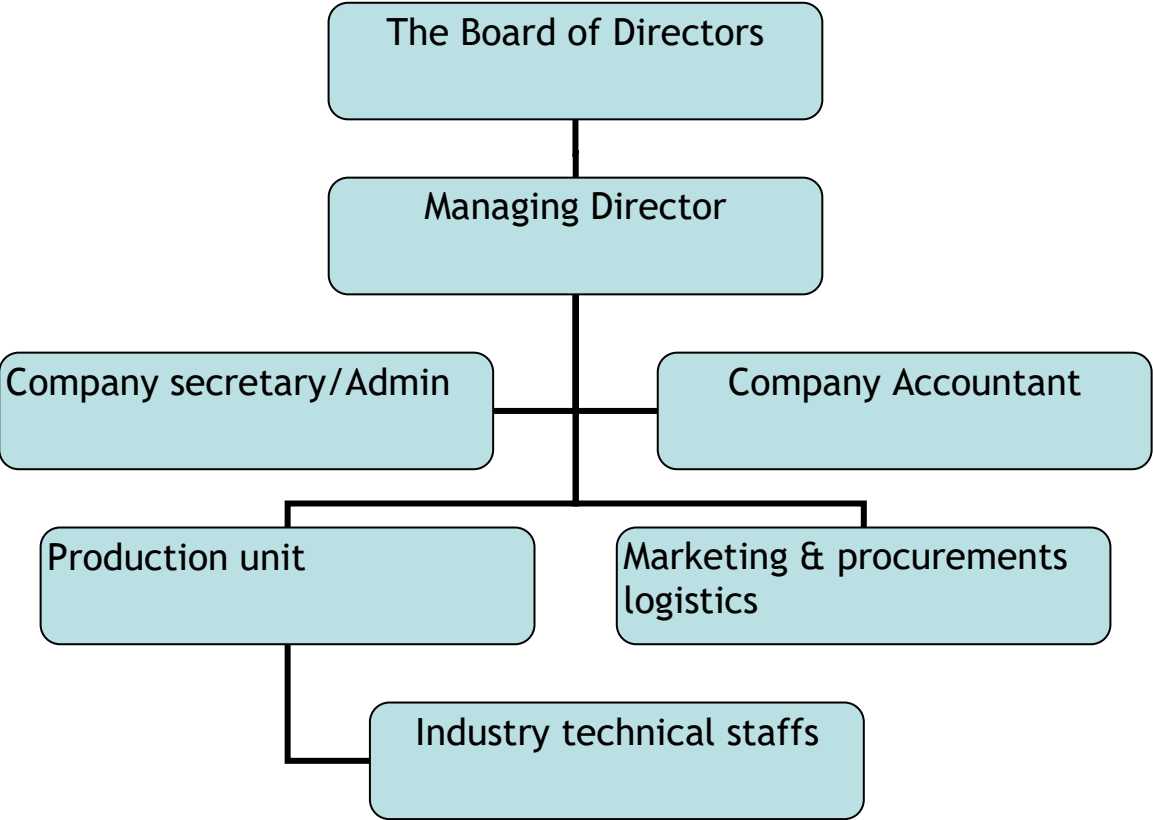 The Board of Directors
Managing Director
Company secretary/Admin
Company Accountant
Production unit
Marketing & procurements
logistics
Industry technical staffs